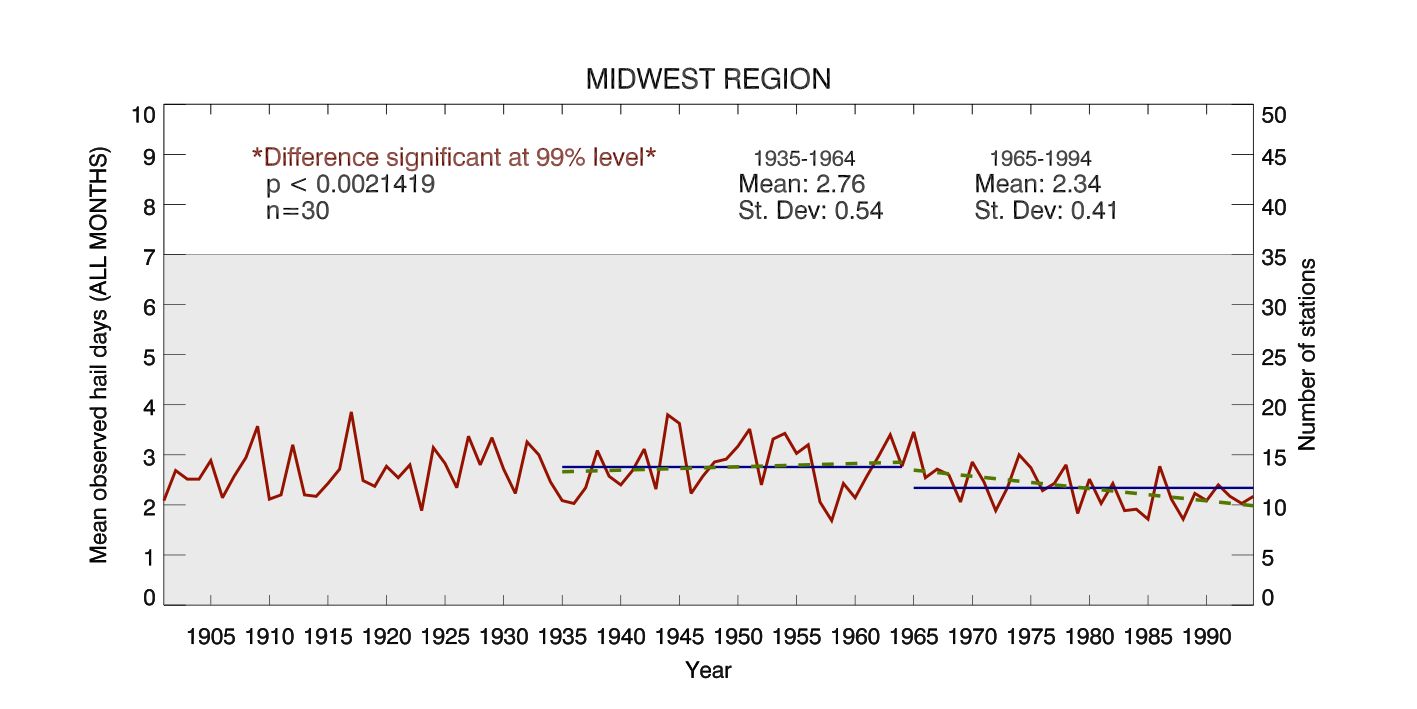 MIDWEST REGION
*Difference significant at 99% level*
p < 0.0021419
n=30
1935-1964
Mean: 2.76
St. Dev: 0.54
1965-1994
Mean: 2.34
St. Dev: 0.41
Mean observed hail days (ALL MONTHS)
10
9
8
7
6
5
4
3
2
1
0
50
45
40
35
30
25
20
15
10
5
0
Number of stations
1905 1910 1915 1920 1925 1930 1935 1940 1945 1950 1955 1960 1965 1970 1975 1980 1985 1990
Year